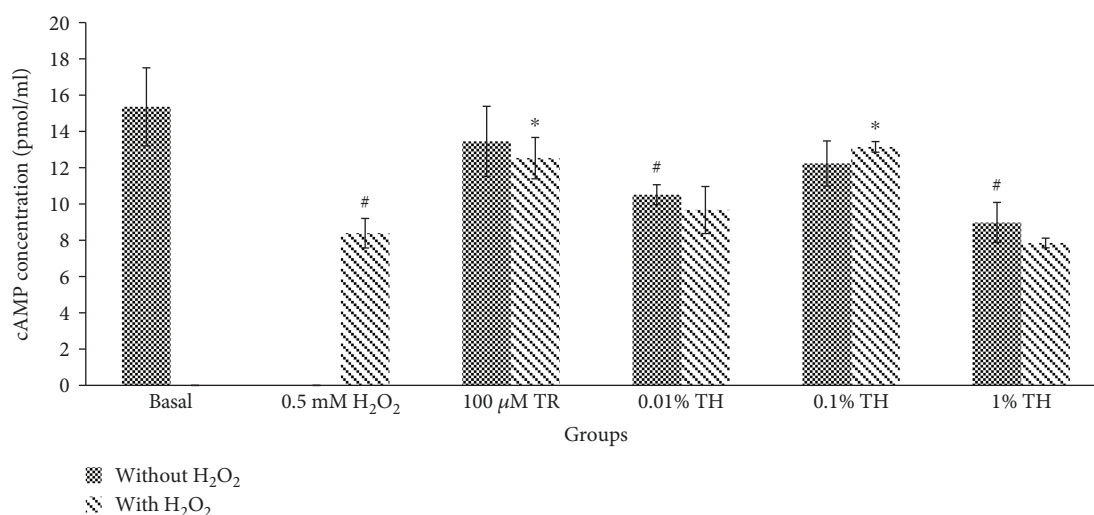 cAMP concentration (pmol/ml)
20
18
16
14
12
10
8
6
4
2
0
#
*
#
*
#
Basal
0.5 mM H₂O₂
100 μM TR
0.01% TH
0.1% TH
1% TH
Groups
Without H₂O₂
With H₂O₂